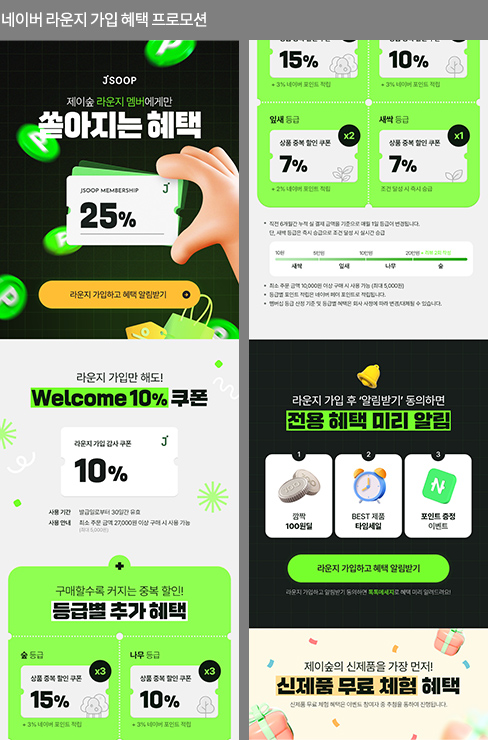 네이버 라운지 가입 혜택 프로모션
JSOOP
제이숲 라운지 멤버에게만
쏟아지는 혜택
JSOOP MEMBERSHIP
25%
라운지 가입하고 혜택 알림받기
라운지 가입만 해도!
Welcome 10% 쿠폰
라운지 가입 감사 쿠폰
10%
사용 기간 발급일로부터 30일간 유효
사용 안내 최소 주문 금액 27,000원 이상 구매 시 사용 가능
(최대 5,000원)
구매할수록 커지는 중복 할인!
등급별 추가 혜택
숲 등급
상품 중복 할인 쿠폰
x3
15%
+ 3% 네이버 포인트 적립
나무 등급
상품 중복 할인 쿠폰
x3
10%
+ 3% 네이버 포인트 적립
15%
+ 3% 네이버 포인트 적립
10%
+ 3% 네이버 포인트 적립
잎새 등급
상품 중복 할인 쿠폰
x2
7%
+ 2% 네이버 포인트 적립
새싹 등급
상품 중복 할인 쿠폰
x1
7%
조건 달성 시 즉시 승급
직전 6개월간 누적 실 결제 금액을 기준으로 매월 1일 등급이 변경됩니다.
단, 새싹 등급은 즉시 승급으로 조건 달성 시 실시간 승급
10원 5만원 10만원 20만원
새싹 잎새 나무 숲
최소 주문 금액 10,000원 이상 구매 시 사용 가능 (최대 5,000원)
등급별 포인트 적립은 네이버 페이 포인트로 적립됩니다.
멤버십 등급 산정 기준 및 등급별 혜택은 회사 사정에 따라 변경/대체될 수 있습니다.
라운지 가입 후 '알림받기' 동의하면
전용 혜택 미리 알림
1
깜짝
100원딜
2
BEST 제품
타임세일
3
포인트 증정
이벤트
라운지 가입하고 혜택 알림받기
라운지 가입하고 알림받기 동의하면 톡톡메세지로 혜택 미리 알려드려요!
제이숲의 신제품을 가장 먼저!
신제품 무료 체험 혜택
신제품 무료 체험 혜택은 이벤트 참여자 중 추첨을 통하여 진행됩니다.